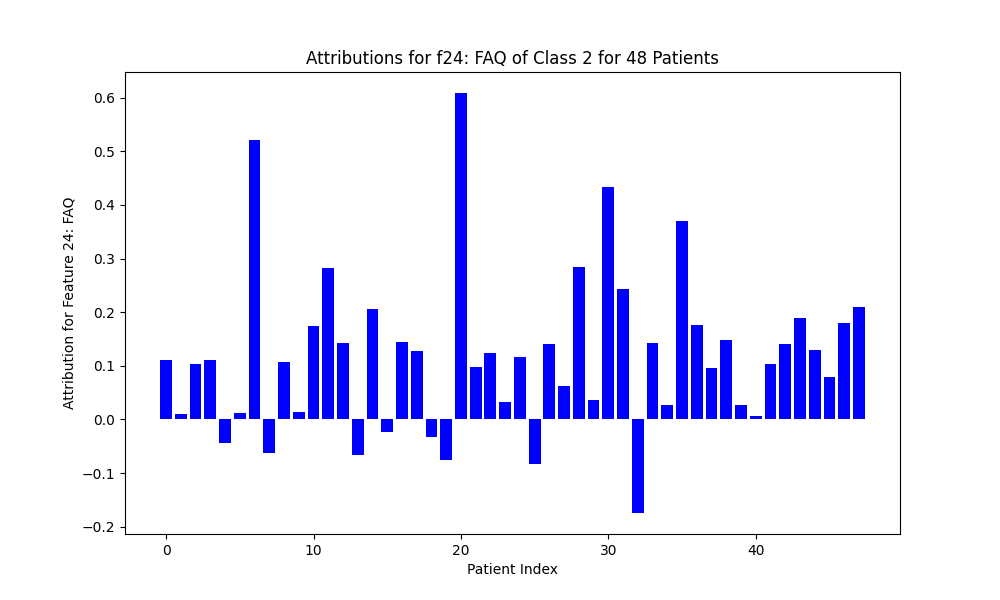 Attributions for f24: FAQ of Class 2 for 48 Patients
Attribution for Feature 24: FAQ
0.6
0.5
0.4
0.3
0.2
0.1
0.0
−0.1
−0.2
0 10 20 30 40
Patient Index